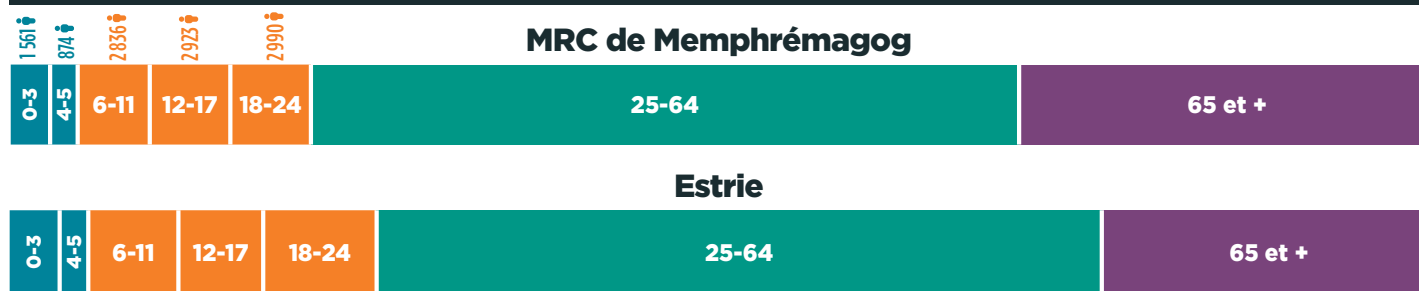 1 561
874
2 836
2 923
2 990
MRC de Memphrémagog
0-3 4-5 6-11 12-17 18-24 25-64 65 et +
Estrie
0-3 4-5 6-11 12-17 18-24 25-64 65 et +